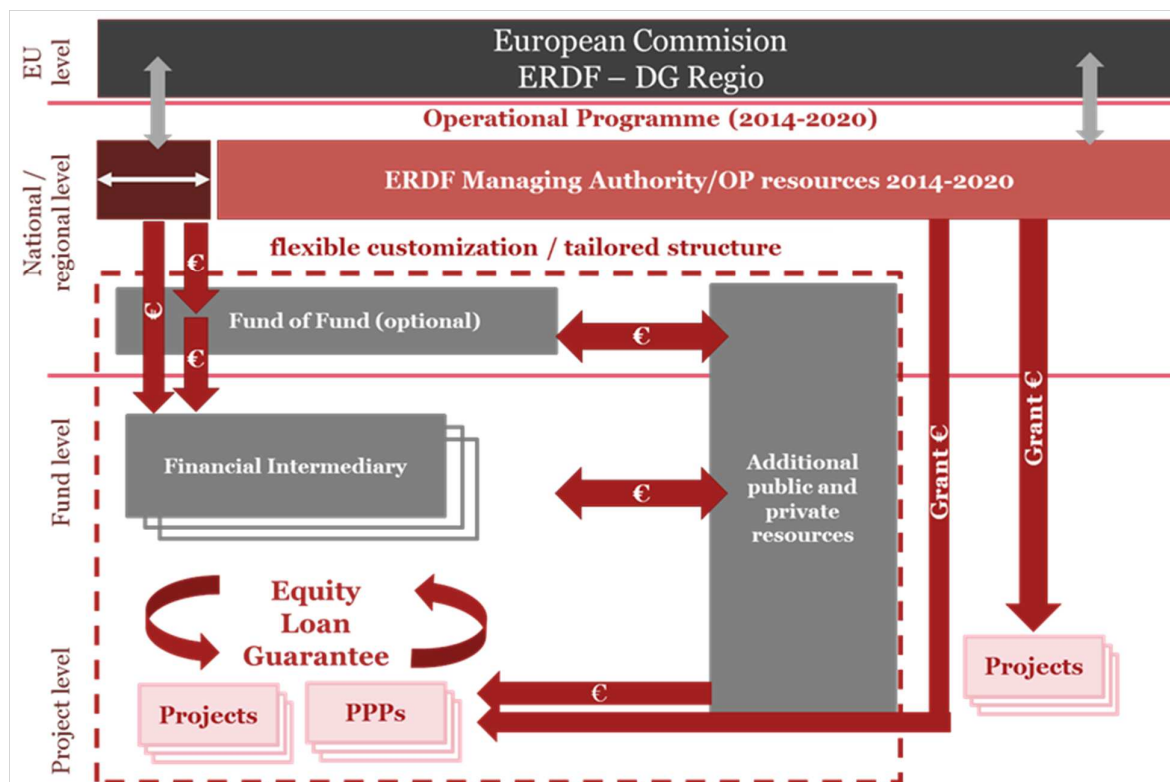 EU
level
European Commision
ERDF – DG Regio
Operational Programme (2014-2020)
National /
regional level
ERDF Managing Authority/OP resources 2014-2020
flexible customization / tailored structure
€
€
€
Fund of Fund (optional)
€
Fund level
Financial Intermediary
€
Additional
public and
private
resources
Grant €
Grant €
Project level
Equity
Loan
Guarantee
€
Projects
PPPs
Projects